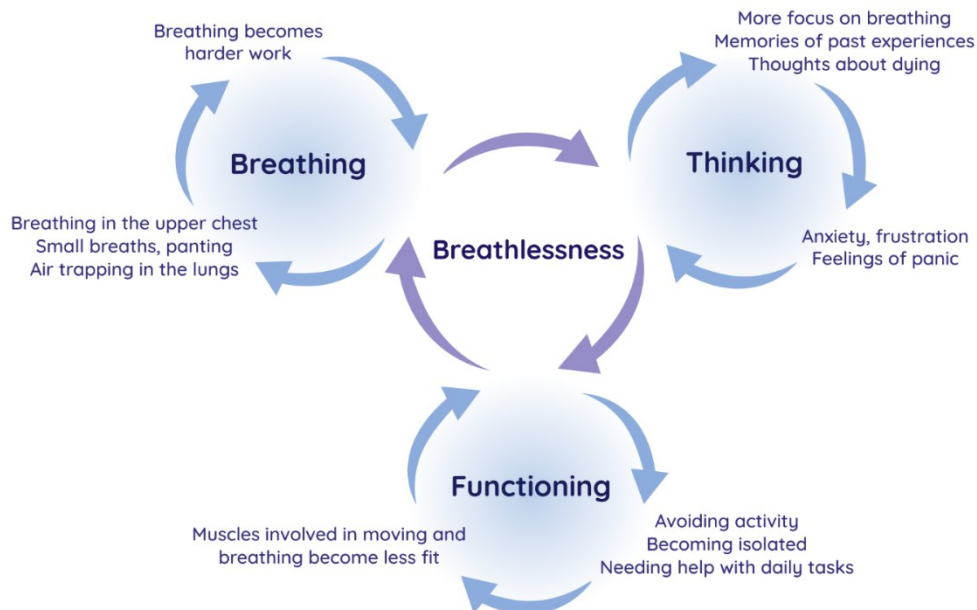 Breathing becomes
harder work
Breathing
Breathing in the upper chest
Small breaths, panting
Air trapping in the lungs
More focus on breathing
Memories of past experiences
Thoughts about dying
Thinking
Anxiety, frustration
Feelings of panic
Breathlessness
Functioning
Avoiding activity
Becoming isolated
Needing help with daily tasks
Muscles involved in moving and
breathing become less fit